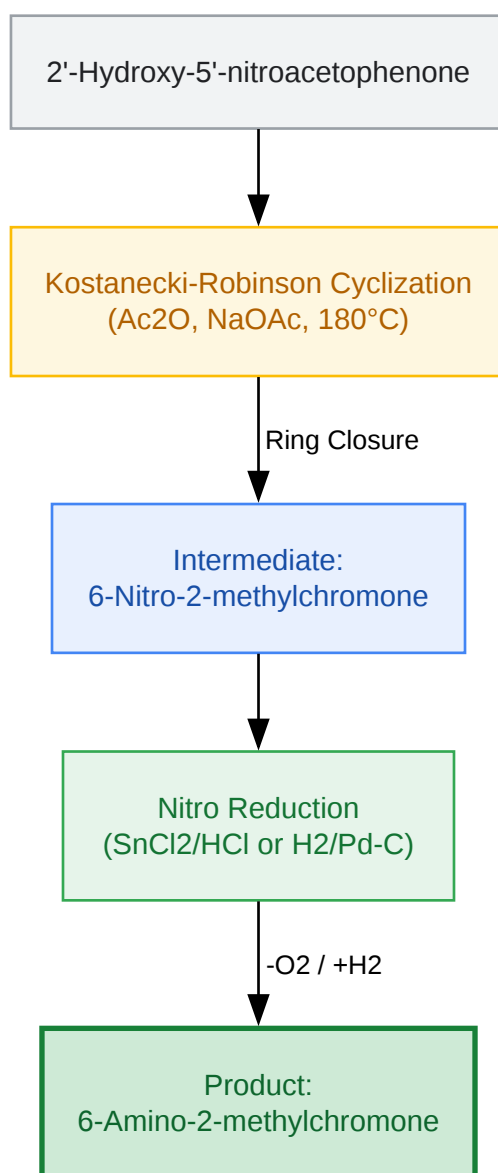 2'-Hydroxy-5'-nitroacetophenone
Kostanecki-Robinson Cyclization
(Ac2O, NaOAc, 180°C)
Ring Closure
Intermediate:
6-Nitro-2-methylchromone
Nitro Reduction
(SnCl2/HCl or H2/Pd-C)
-O2 / +H2
Product:
6-Amino-2-methylchromone